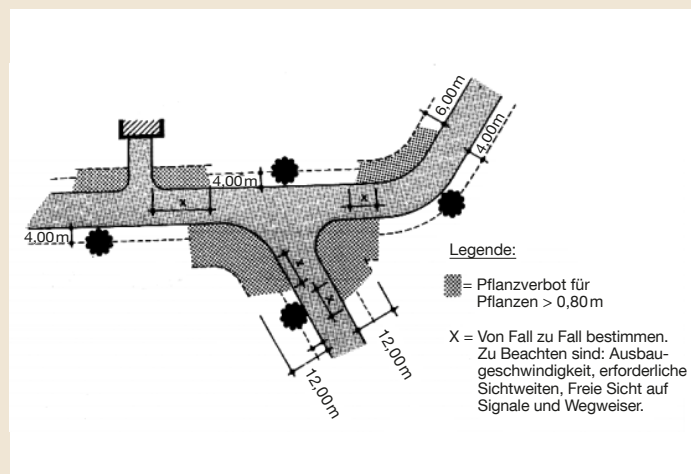 6,00m
4,00m
4.00m
x
x
4.00m
x
x
12,00m
12,00m
Legende:
= Pflanzverbot für
Pflanzen > 0,80m
X = Von Fall zu Fall bestimmen.
Zu Beachten sind: Ausbau-
geschwindigkeit, erforderliche
Sichtweiten, Freie Sicht auf
Signale und Wegweiser.